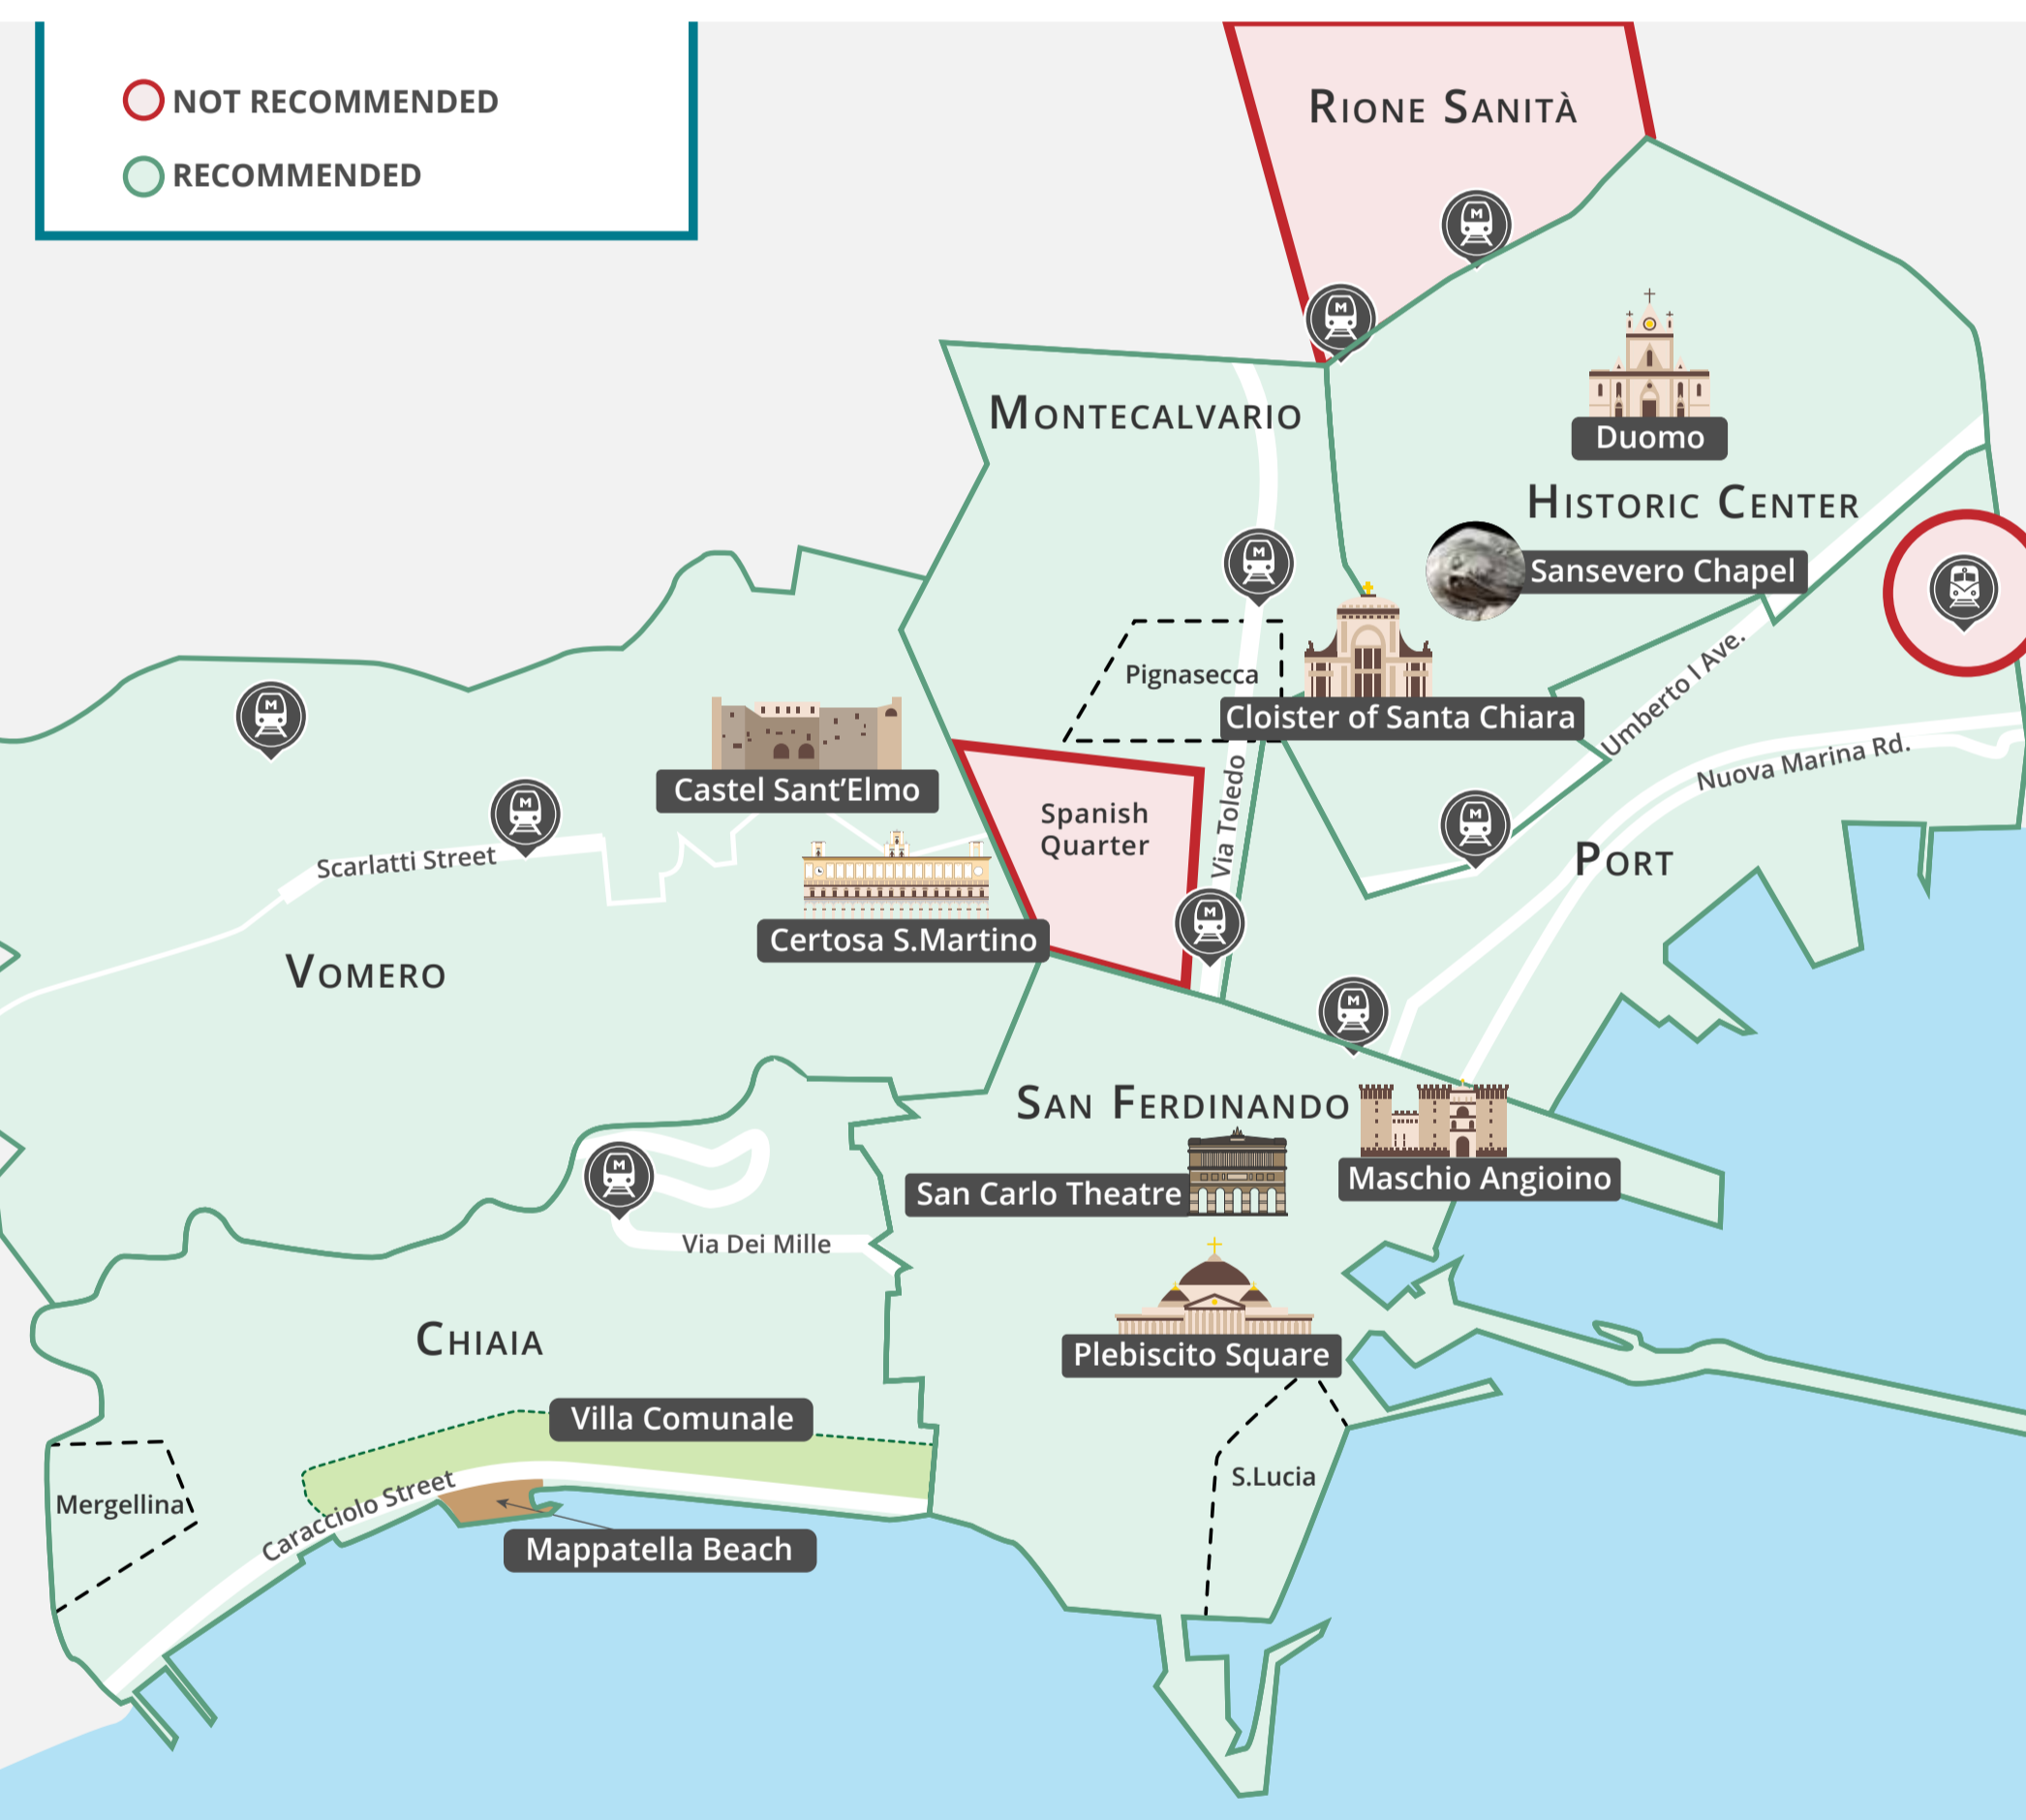 NOT RECOMMENDED
RECOMMENDED
RIONE SANITÀ
M
M
MONTECALVARIO
Duomo
HISTORIC CENTER
M
Sansevero Chapel
Pignasecca
Cloister of Santa Chiara
Umberto I Ave.
Nuova Marina Rd.
M
Castel Sant'Elmo
M
Spanish
Quarter
Via Toledo
M
PORT
Scarlatti Street
M
Certosa S.Martino
VOMERO
M
SAN FERDINANDO
M
San Carlo Theatre
Maschio Angioino
Via Dei Mille
CHIAIA
Plebiscito Square
Villa Comunale
S.Lucia
Mergellina
Caracciolo Street
Mappatella Beach